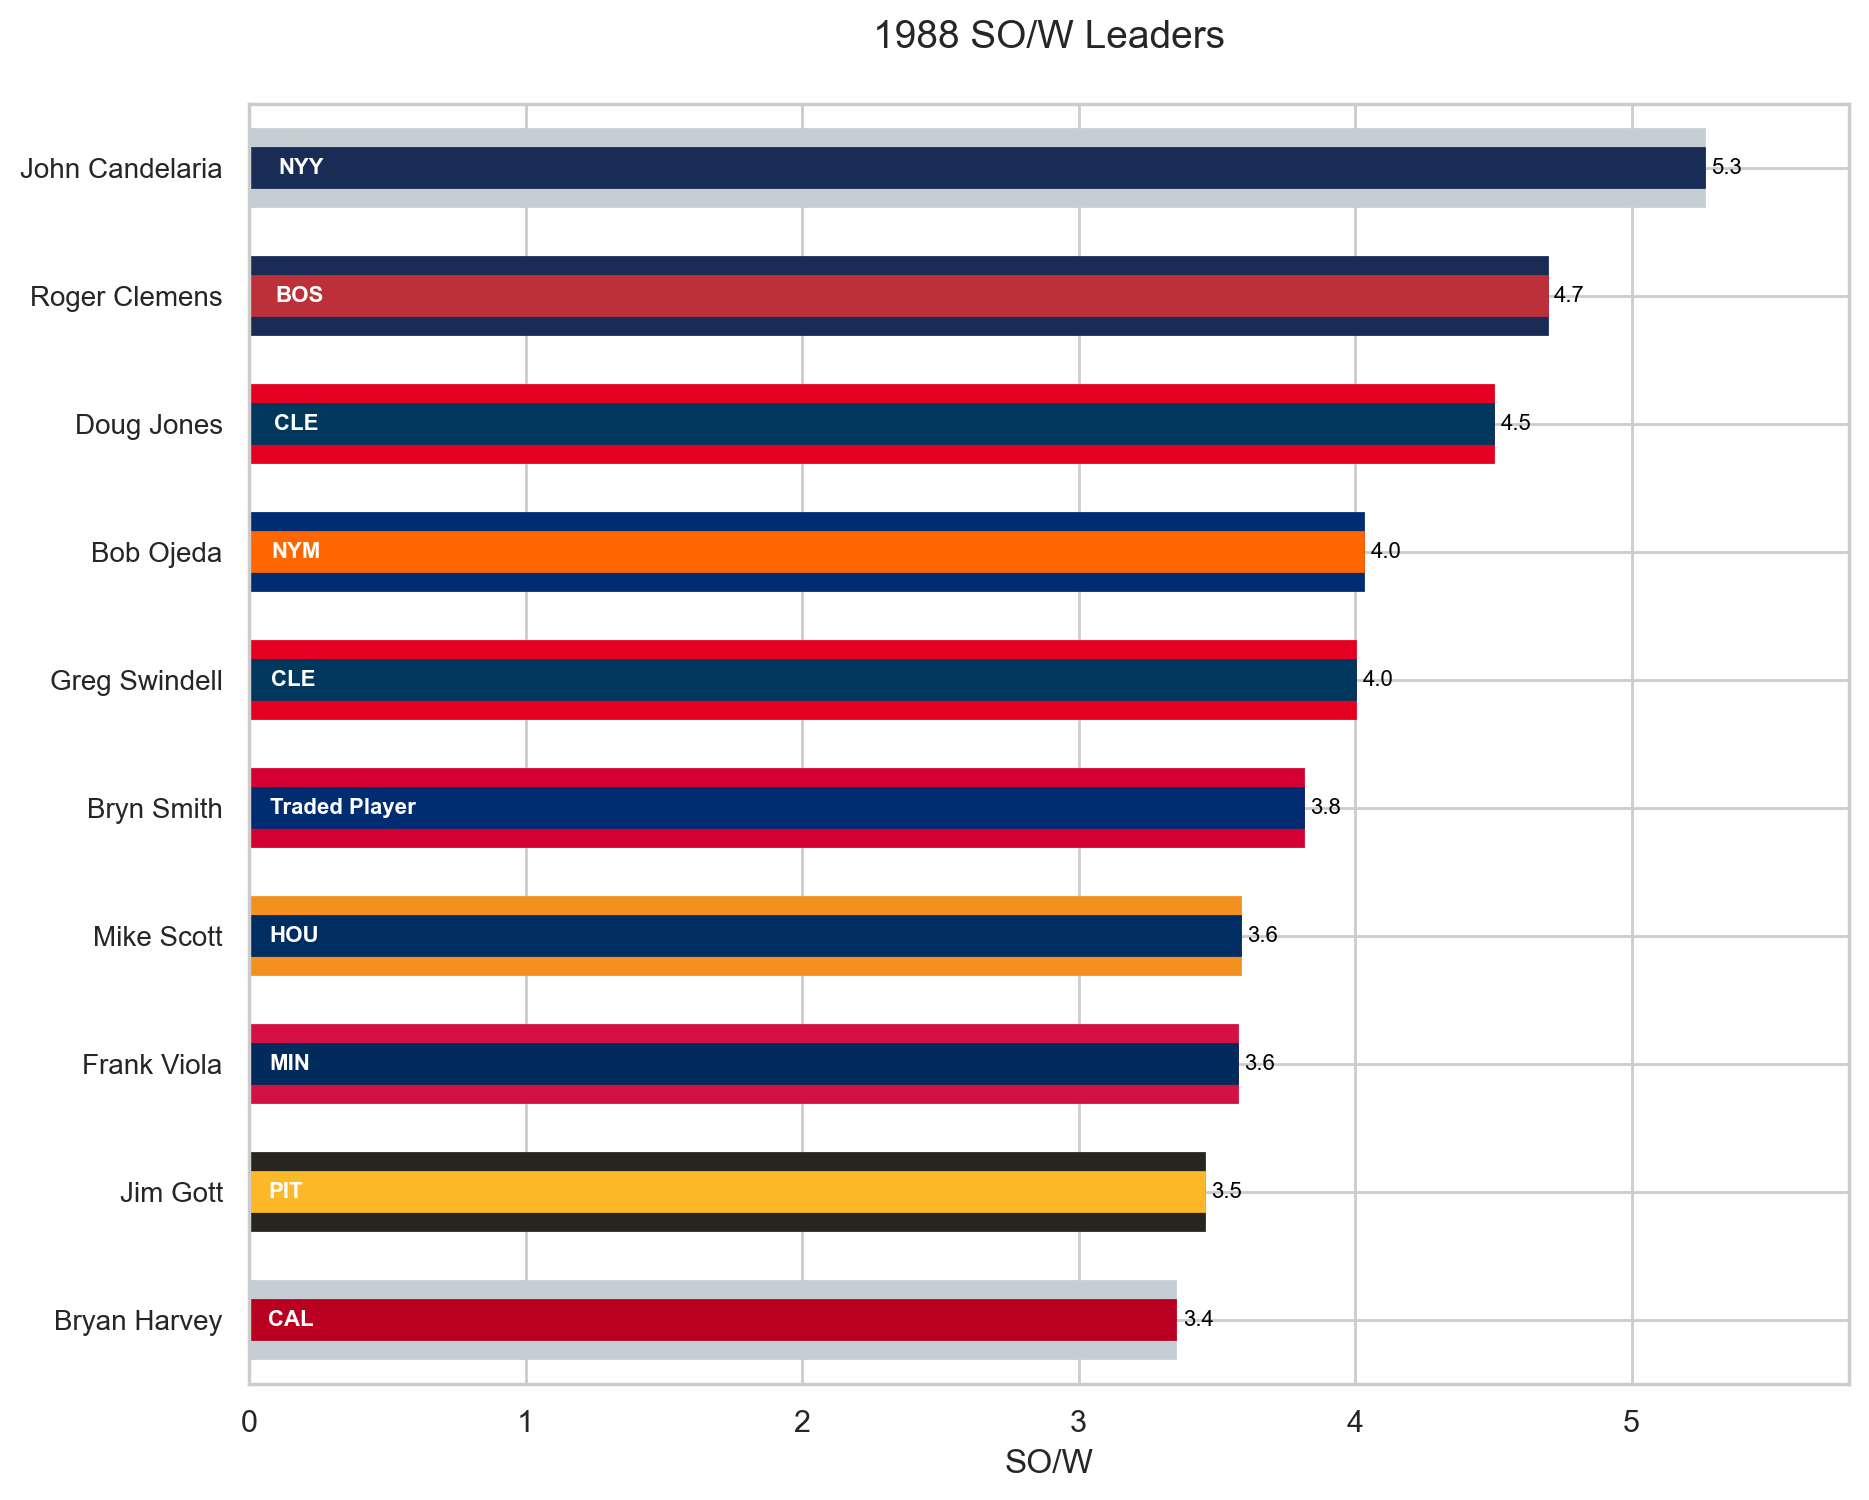 1988 SO/W Leaders
John Candelaria NYY 5.3
Roger Clemens BOS 4.7
Doug Jones CLE 4.5
Bob Ojeda NYM 4.0
Greg Swindell CLE 4.0
Bryn Smith Traded Player 3.8
Mike Scott HOU 3.6
Frank Viola MIN 3.6
Jim Gott PIT 3.5
Bryan Harvey CAL 3.4
0 1 2 3 4 5
SO/W